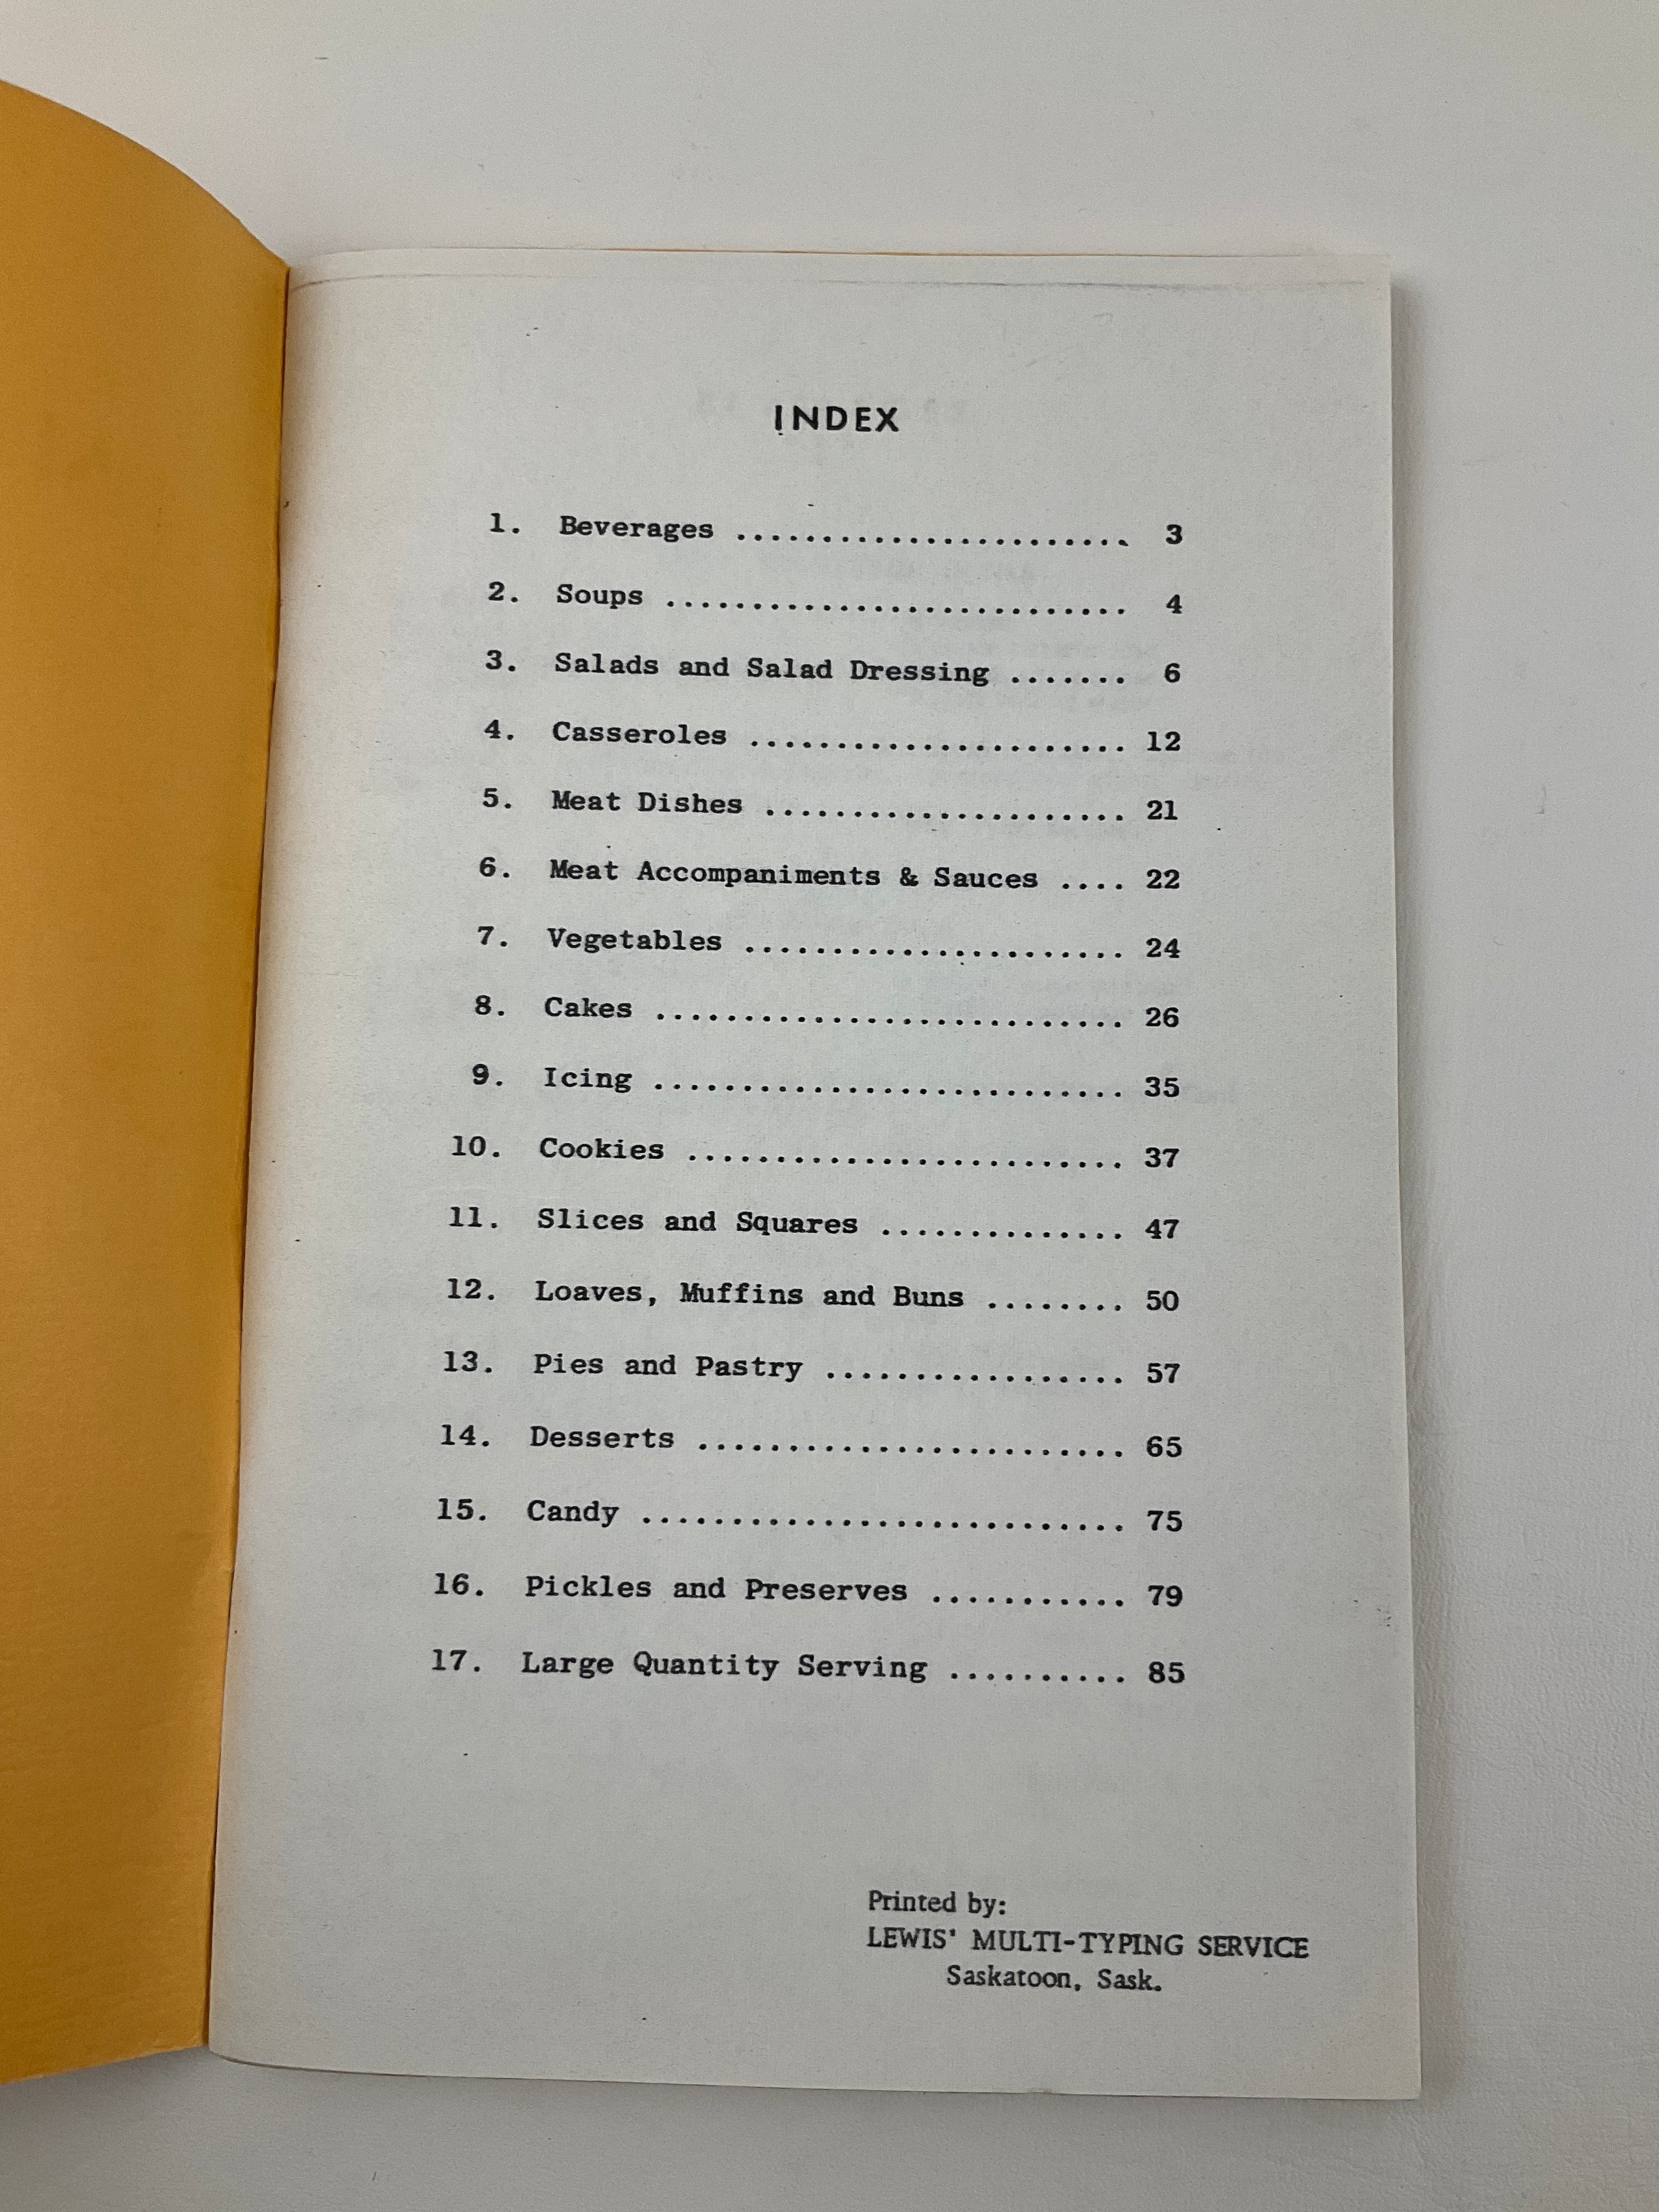 INDEX
1. Beverages ........................ 3
2. Soups ........................... 4
3. Salads and Salad Dressing ....... 6
4. Casseroles ...................... 12
5. Meat Dishes ..................... 21
6. Meat Accompaniments & Sauces .... 22
7. Vegetables ...................... 24
8. Cakes ........................... 26
9. Icing ........................... 35
10. Cookies ......................... 37
11. Slices and Squares .............. 47
12. Loaves, Muffins and Buns ........ 50
13. Pies and Pastry ................. 57
14. Desserts ........................ 65
15. Candy ........................... 75
16. Pickles and Preserves ........... 79
17. Large Quantity Serving .......... 85
Printed by:
LEWIS' MULTI-TYPING SERVICE
Saskatoon, Sask.